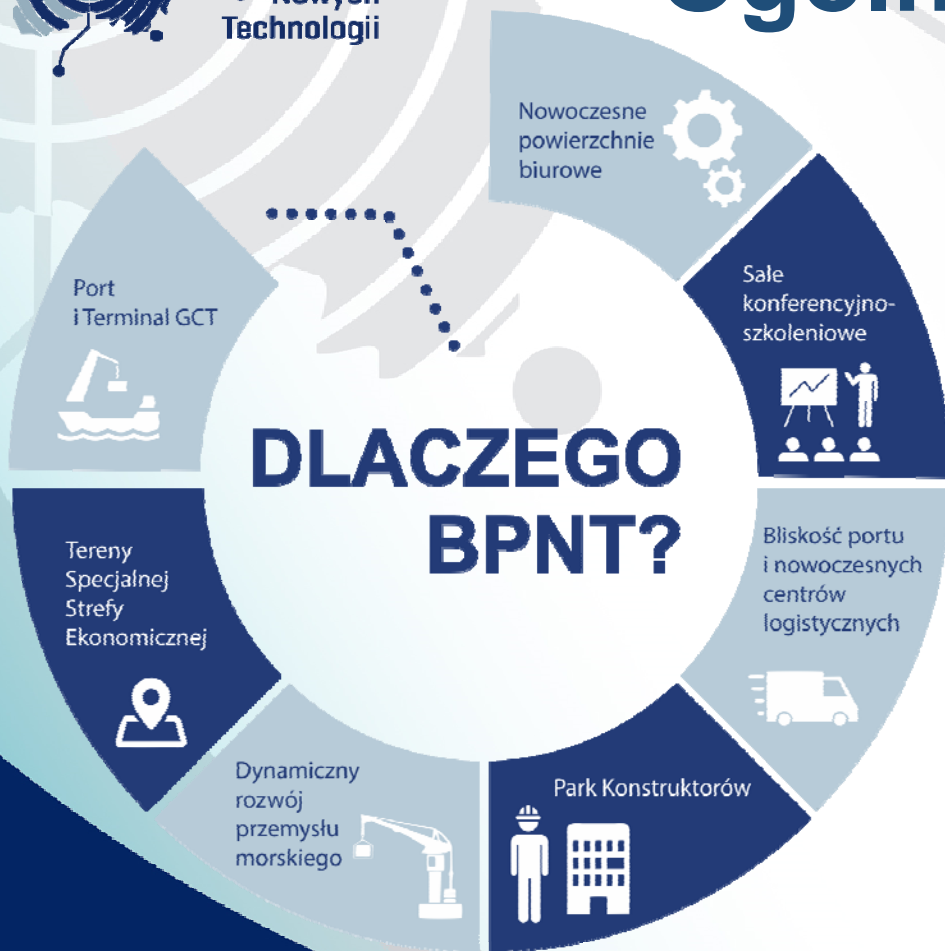 Technologii
Nowoczesne
powierzchnie
biurowe
Sale
konferencyjno-
szkoleniowe
Bliskość portu
i nowoczesnych
centrów
logistycznych
Park Konstruktorów
Dynamiczny
rozwój
przemysłu
morskiego
Tereny
Specjalnej
Strefy
Ekonomicznej
Port
i Terminal GCT
DLACZEGO
BPNT?